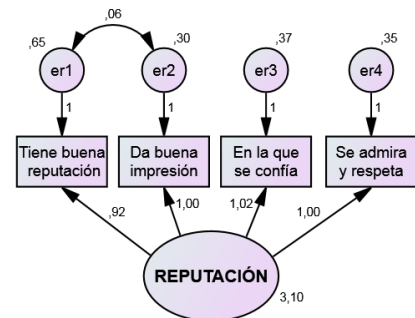 ,06
,65
,30
,37
,35
er1
er2
er3
er4
1
1
1
1
Tiene buena
reputación
Da buena
impresión
En la que
se confía
Se admira
y respeta
,92
1,00
1,02
1,00
REPUTACIÓN
3,10